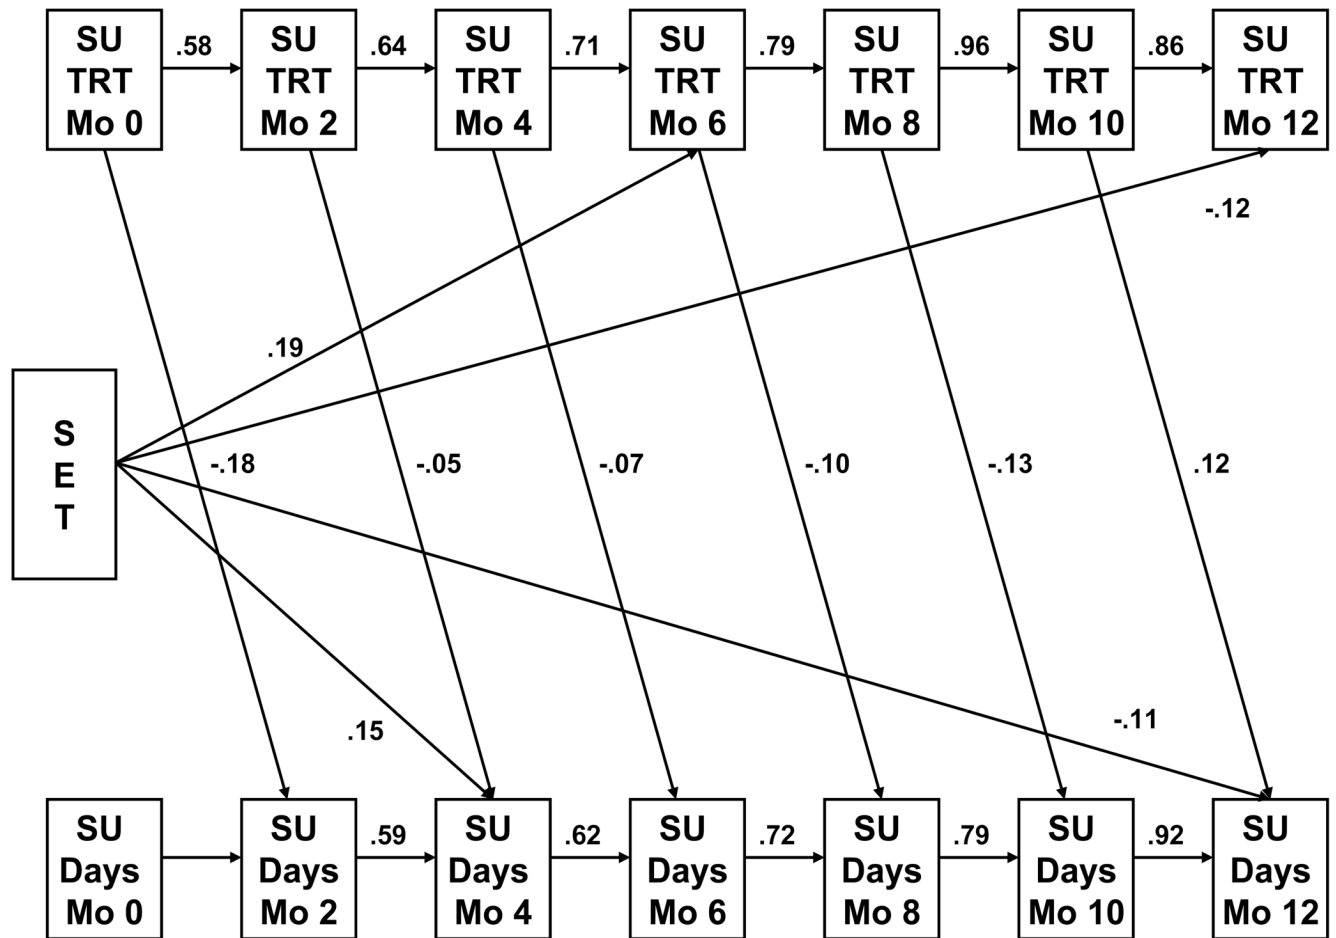 SU
TRT
Mo 0
.58
SU
TRT
Mo 2
.64
SU
TRT
Mo 4
.71
SU
TRT
Mo 6
.79
SU
TRT
Mo 8
.96
SU
TRT
Mo 10
.86
SU
TRT
Mo 12
-.12
.19
S
E
T
-.18
-.05
-.07
-.10
-.13
.12
.15
-.11
SU
Days
Mo 0
SU
Days
Mo 2
.59
SU
Days
Mo 4
.62
SU
Days
Mo 6
.72
SU
Days
Mo 8
.79
SU
Days
Mo 10
.92
SU
Days
Mo 12